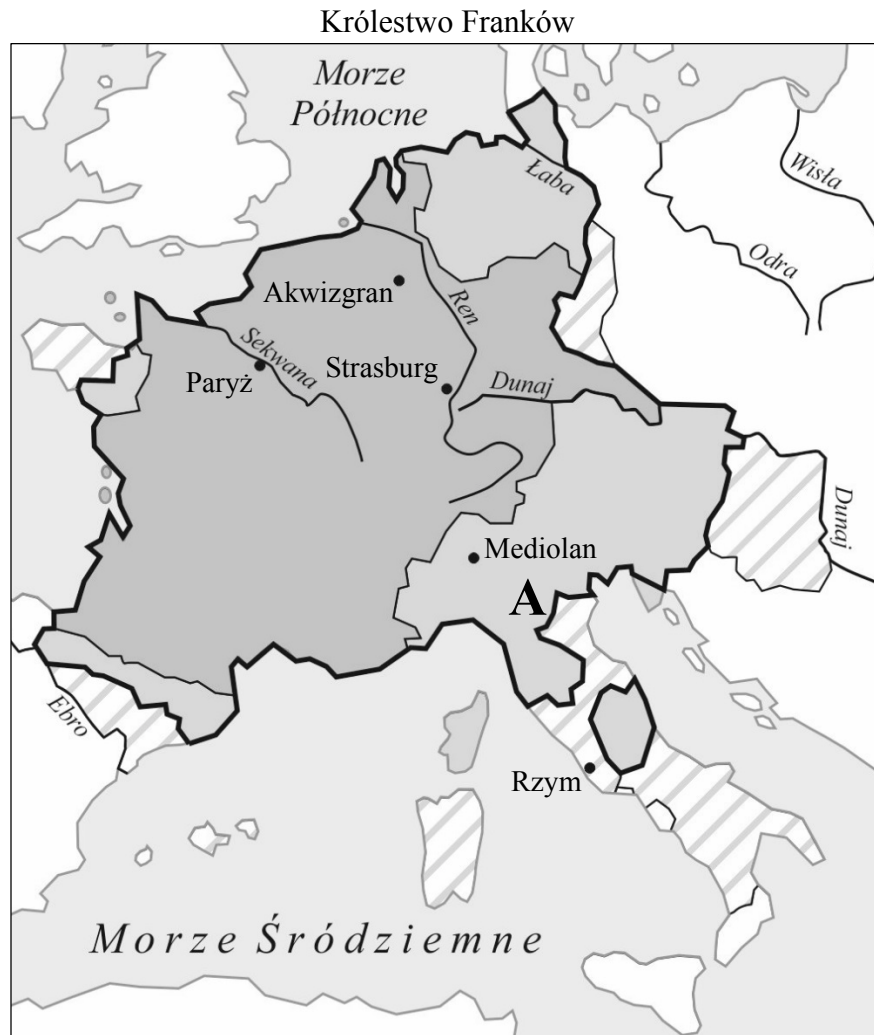 Królestwo Franków
Morze
Północne
Wisła
Łaba
Odra
Akwizgran
Ren
Sekwana
Strasburg
Paryż
Dunaj
Dunaj
Mediolan
A
Ebro
Rzym
Morze Śródziemne